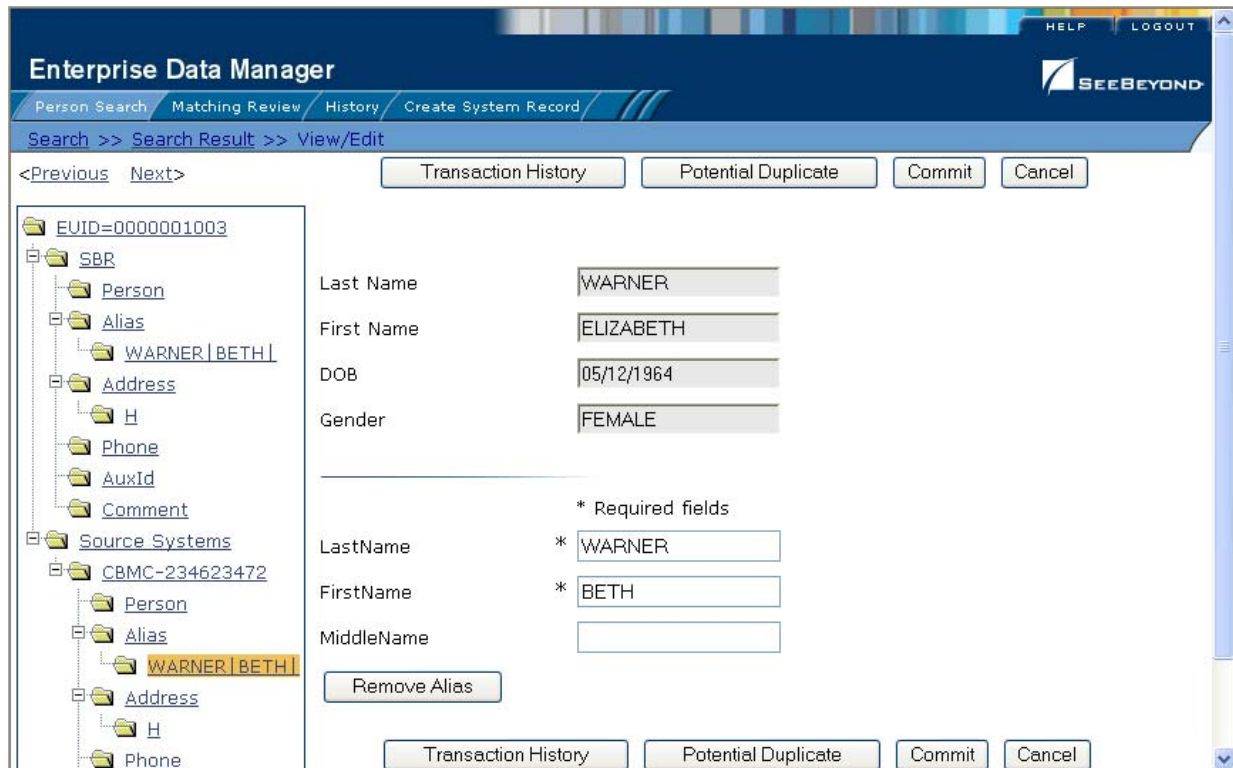 HELP LOGOUT
Enterprise Data Manager
SEEBEYOND
Person Search Matching Review History Create System Record
Search >> Search Result >> View/Edit
<Previous Next>
Transaction History Potential Duplicate Commit Cancel
EUID=0000001003
SBR
Person
Alias
WARNER|BETH|
Address
H
Phone
AuxId
Comment
Source Systems
CBMC-234623472
Person
Alias
WARNER|BETH|
Address
H
Phone
Last Name WARNER
First Name ELIZABETH
DOB 05/12/1964
Gender FEMALE
* Required fields
LastName * WARNER
FirstName * BETH
MiddleName
Remove Alias
Transaction History Potential Duplicate Commit Cancel